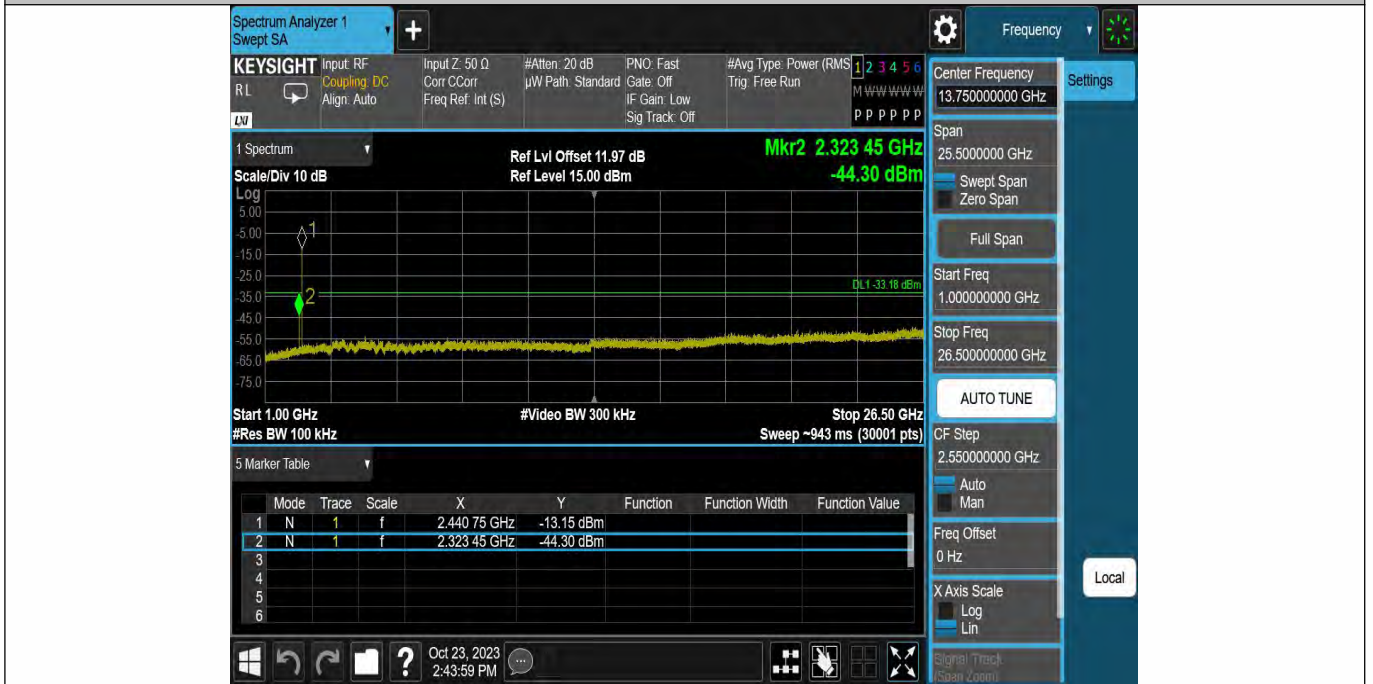 Spectrum Analyzer 1
Swept SA
+
Frequency
KEYSIGHT
RL
LXI
Input: RF
Coupling: DC
Align: Auto
Input Z: 50 Ω
Corr CCorr
Freq Ref: Int (S)
#Atten: 20 dB
µW Path: Standard
PNO: Fast
Gate: Off
IF Gain: Low
Sig Track: Off
#Avg Type: Power (RMS
Trig: Free Run
1 2 3 4 5 6
M W W W W W
P P P P P P
1 Spectrum
Scale/Div 10 dB
Ref Lvl Offset 11.97 dB
Ref Level 15.00 dBm
Mkr2 2.323 45 GHz
-44.30 dBm
Log
5.00
-5.00
-15.0
-25.0
-35.0
-45.0
-55.0
-65.0
-75.0
1
2
DL1 -33.18 dBm
Start 1.00 GHz
#Video BW 300 kHz
Stop 26.50 GHz
#Res BW 100 kHz
Sweep ~943 ms (30001 pts)
5 Marker Table
Mode Trace Scale X Y Function Function Width Function Value
1 N 1 f 2.440 75 GHz -13.15 dBm
2 N 1 f 2.323 45 GHz -44.30 dBm
3
4
5
6
Oct 23, 2023
2:43:59 PM
?
Center Frequency
13.750000000 GHz
Settings
Span
25.5000000 GHz
Swept Span
Zero Span
Full Span
Start Freq
1.000000000 GHz
Stop Freq
26.500000000 GHz
AUTO TUNE
CF Step
2.550000000 GHz
Auto
Man
Freq Offset
0 Hz
X Axis Scale
Log
Lin
Signal Track
(Span Zoom)
Local